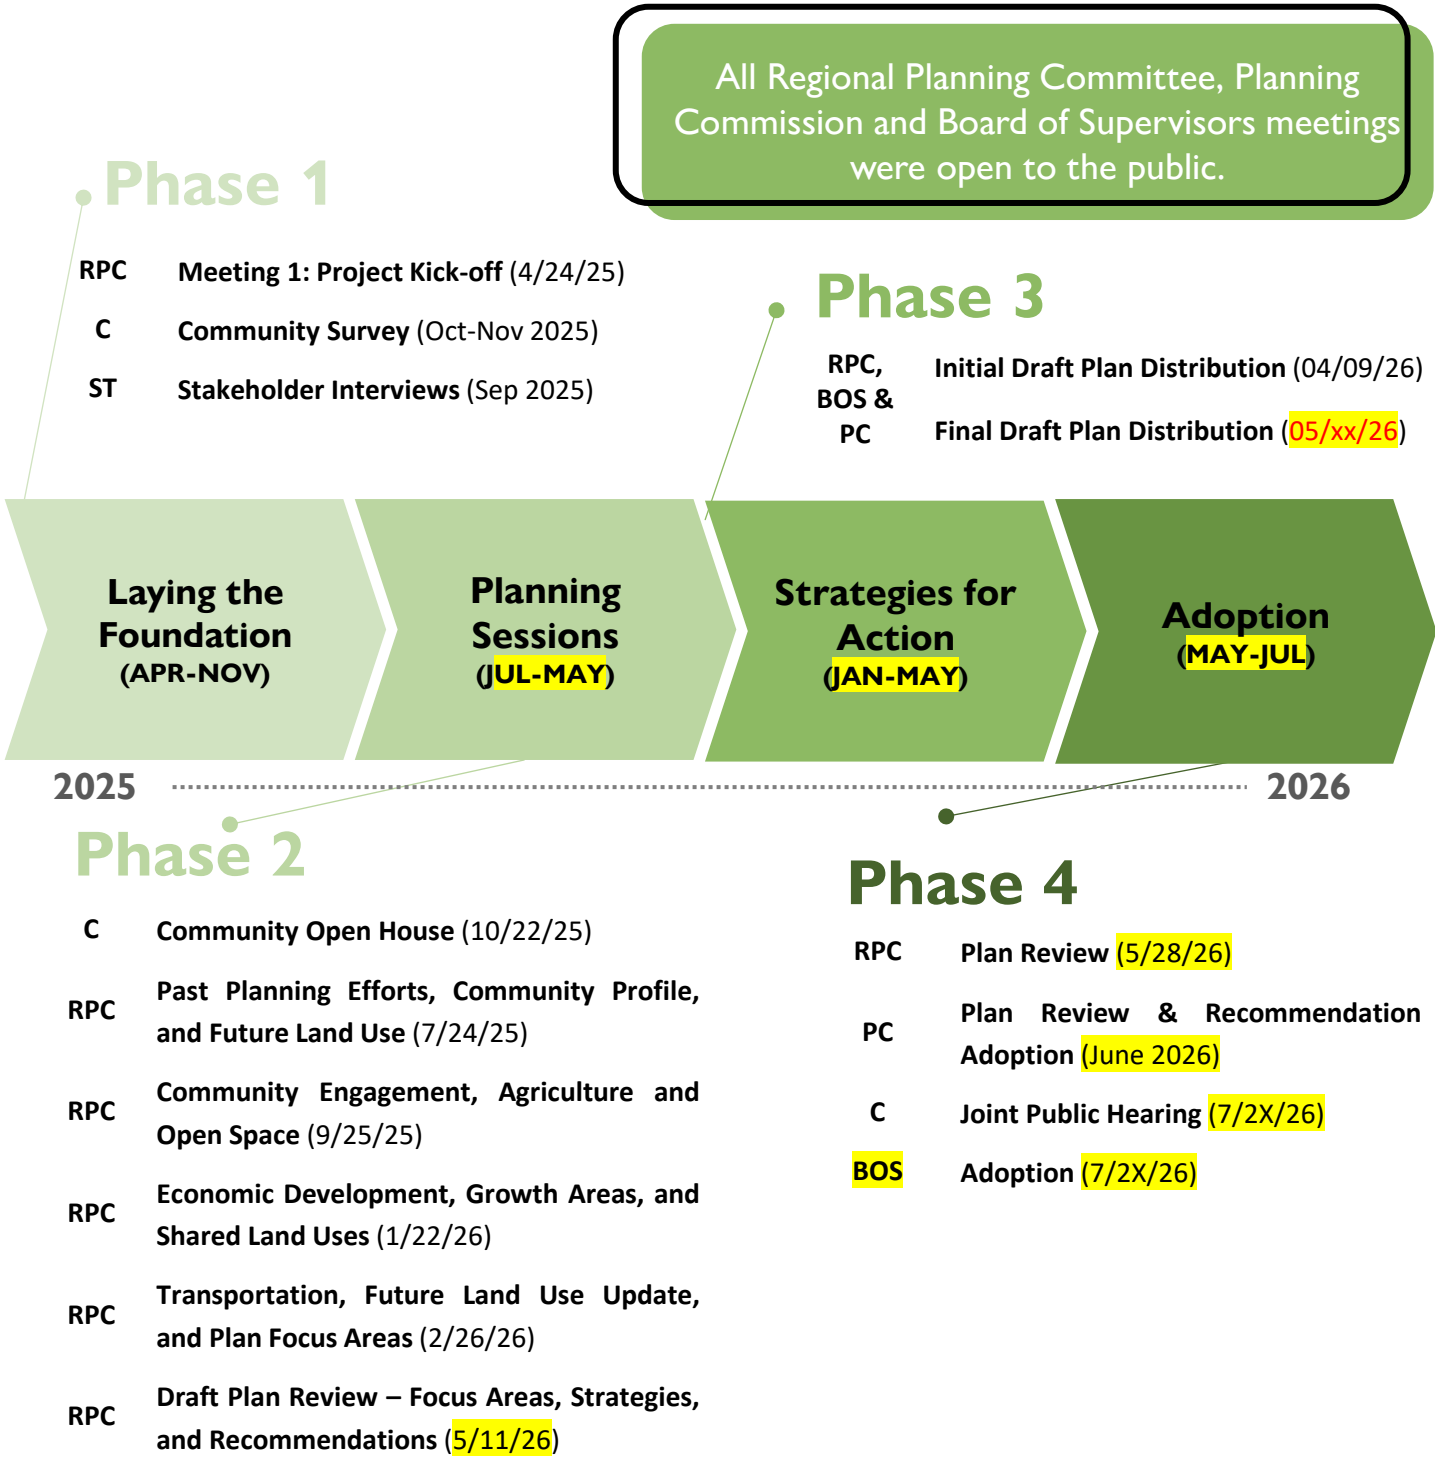 All Regional Planning Committee, Planning
Commission and Board of Supervisors meetings
were open to the public.
Phase 1
RPC Meeting 1: Project Kick-off (4/24/25)
C Community Survey (Oct-Nov 2025)
ST Stakeholder Interviews (Sep 2025)
Phase 3
RPC,
BOS &
PC
Initial Draft Plan Distribution (04/09/26)
Final Draft Plan Distribution (05/xx/26)
Laying the
Foundation
(APR-NOV)
Planning
Sessions
(JUL-MAY)
Strategies for
Action
(JAN-MAY)
Adoption
(MAY-JUL)
2025
2026
Phase 2
C Community Open House (10/22/25)
RPC Past Planning Efforts, Community Profile,
and Future Land Use (7/24/25)
RPC Community Engagement, Agriculture and
Open Space (9/25/25)
RPC Economic Development, Growth Areas, and
Shared Land Uses (1/22/26)
RPC Transportation, Future Land Use Update,
and Plan Focus Areas (2/26/26)
RPC Draft Plan Review – Focus Areas, Strategies,
and Recommendations (5/11/26)
Phase 4
RPC Plan Review (5/28/26)
PC Plan Review & Recommendation
Adoption (June 2026)
C Joint Public Hearing (7/2X/26)
BOS Adoption (7/2X/26)